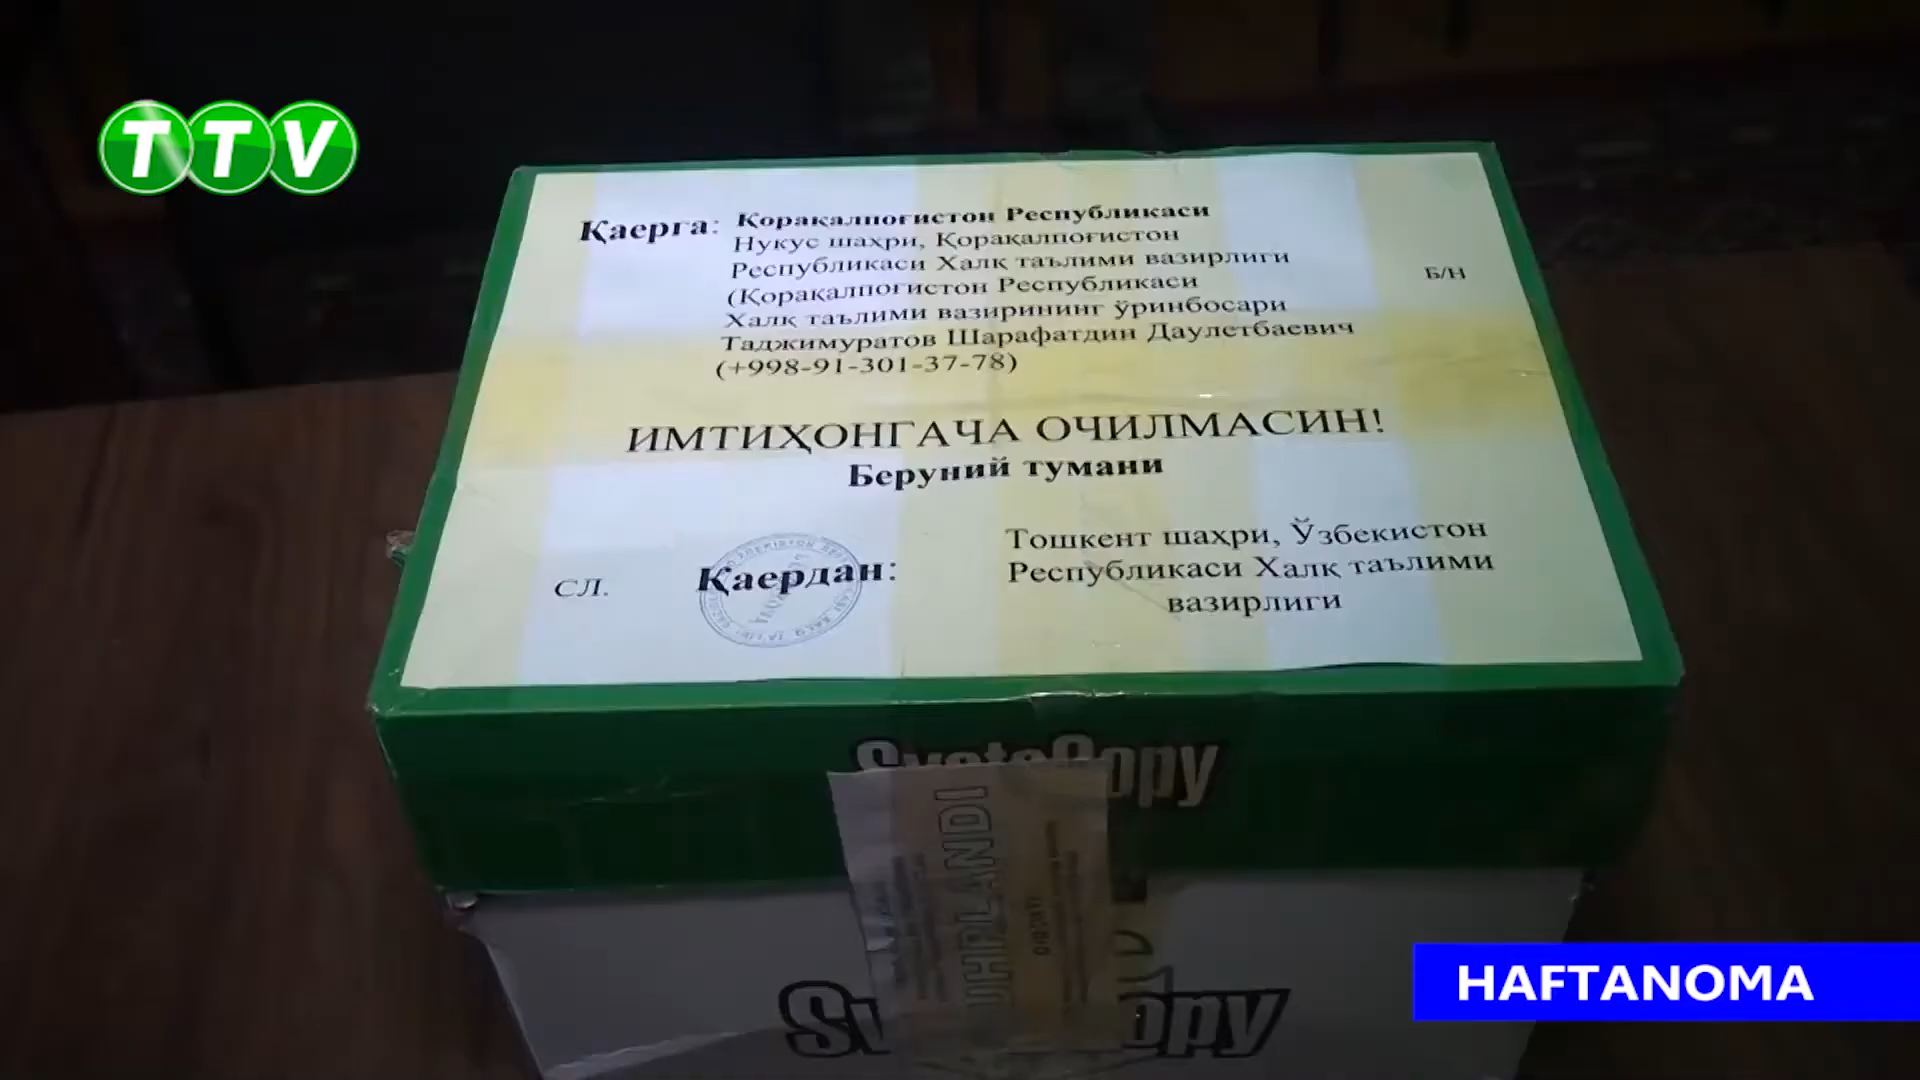 TTV
Қаерга: Қорақалпоғистон Республикаси
Нукус шаҳри, Қорақалпоғистон
Республикаси Халқ таълими вазирлиги
(Қорақалпоғистон Республикаси
Халқ таълими вазирининг ўринбосари
Таджимуратов Шарафатдин Даулетбаевич
(+998-91-301-37-78)
Б/Н
ИМТИҲОНГАЧА ОЧИЛМАСИН!
Беруний тумани
СЛ.
Қаердан:
Тошкент шаҳри, Ўзбекистон
Республикаси Халқ таълими
вазирлиги
SvetoCopy
HAFTANOMA